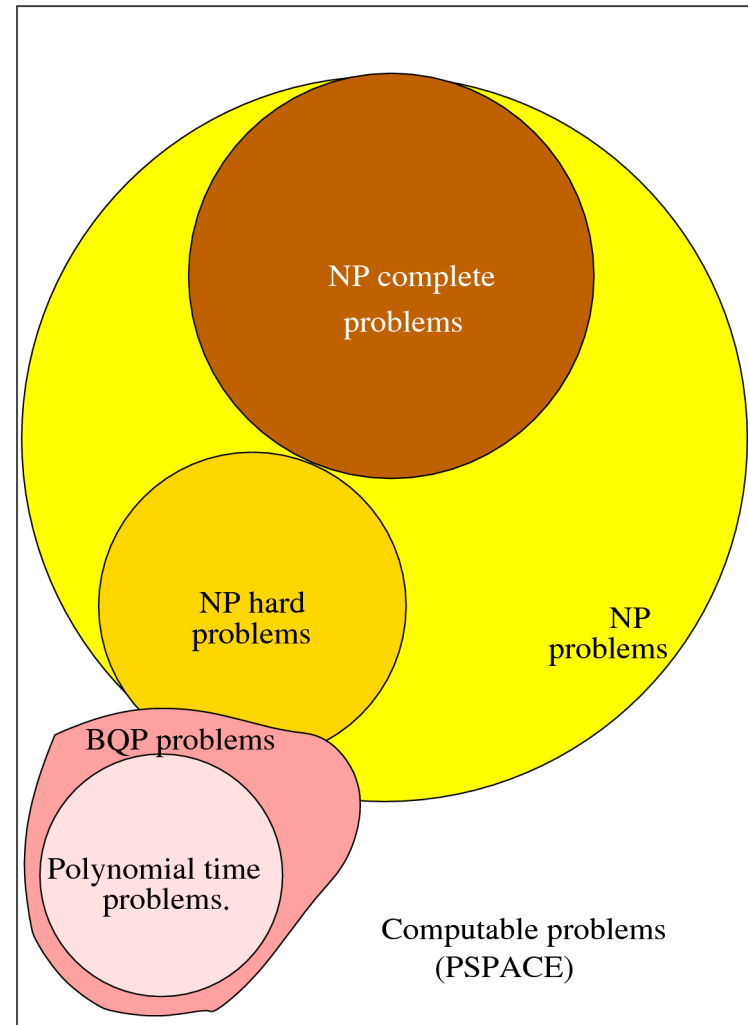 NP complete
problems
NP hard
problems
NP
problems
BQP problems
Polynomial time
problems.
Computable problems
(PSPACE)